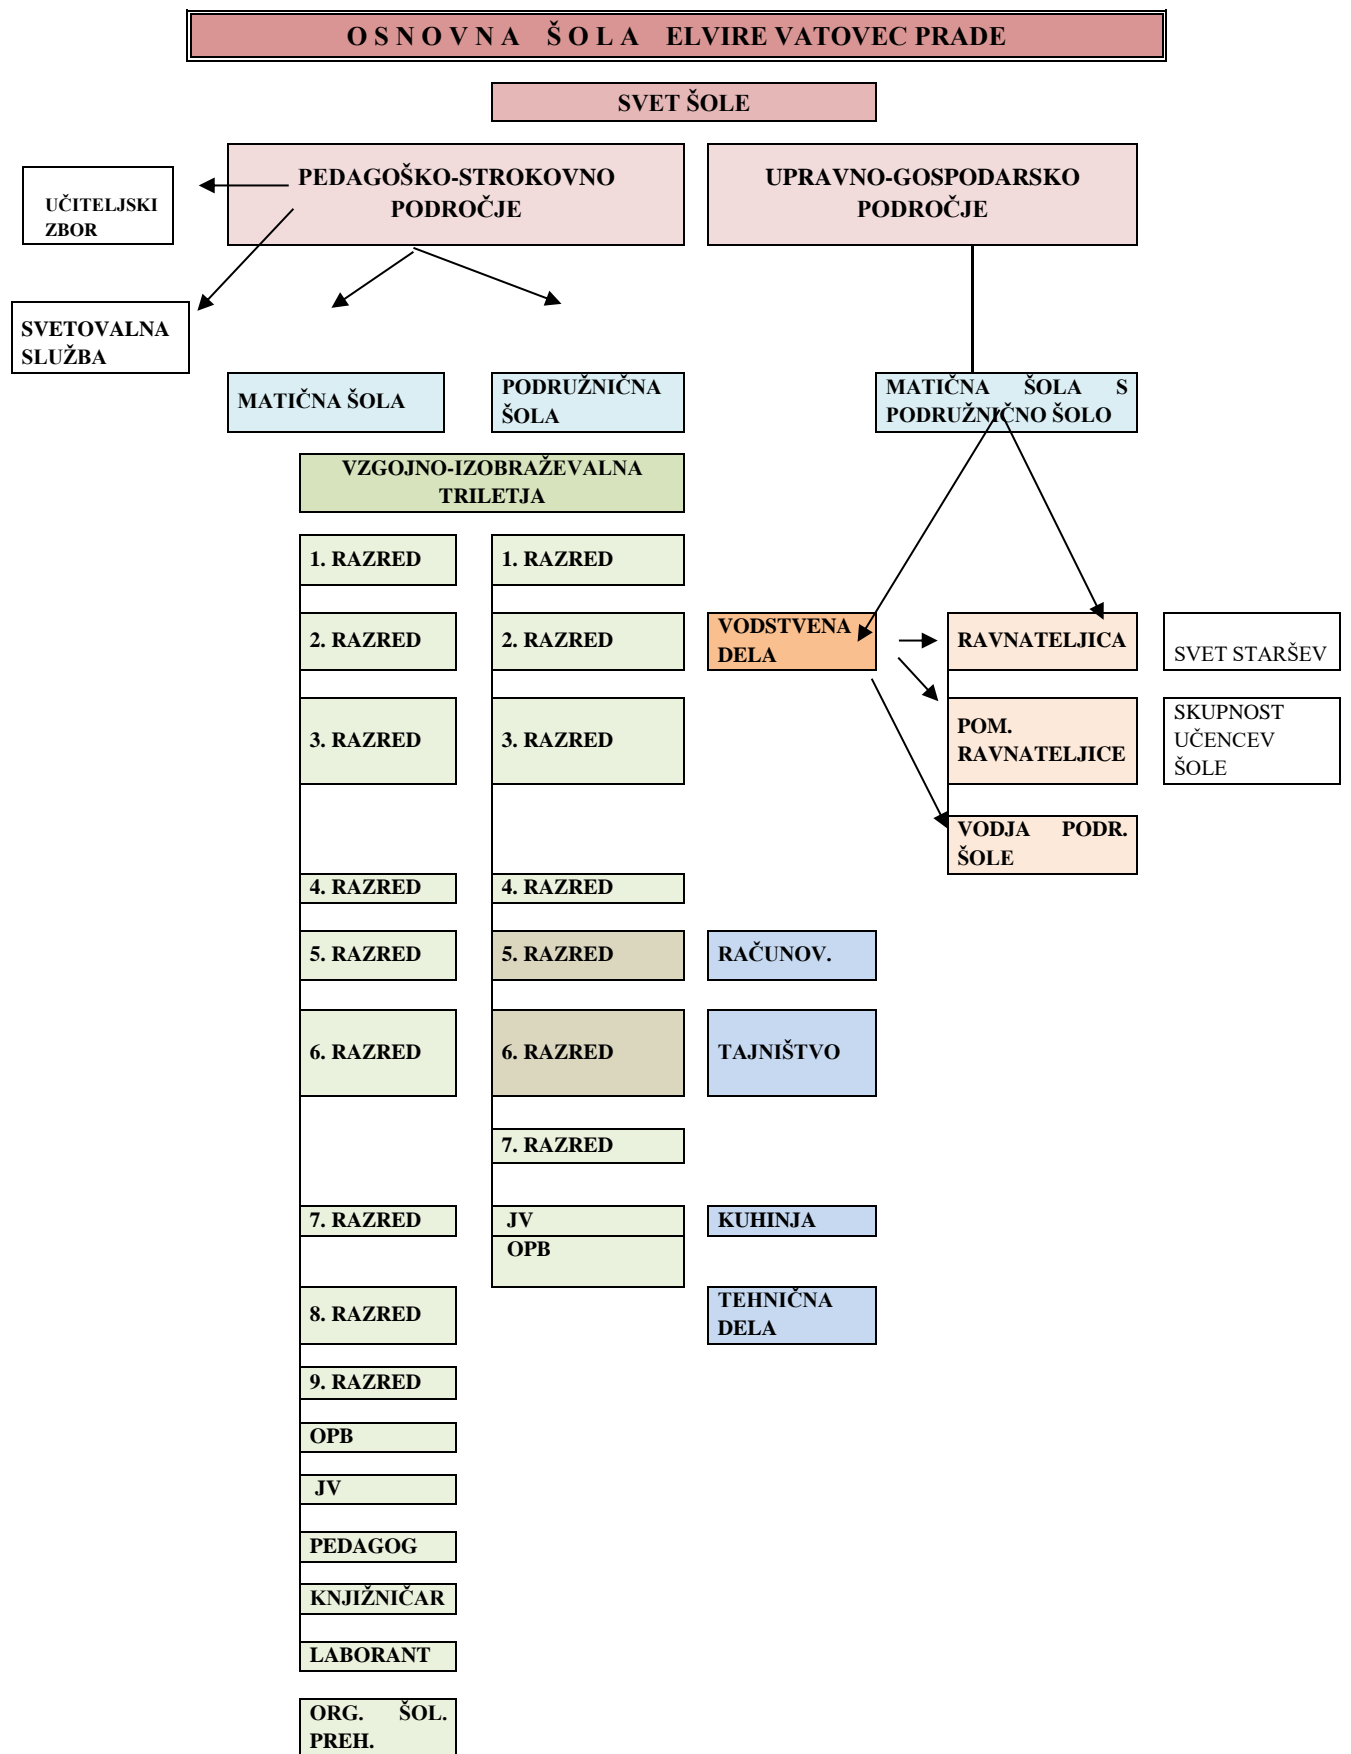 O S N O V N A Š O L A ELVIRE VATOVEC PRADE
SVET ŠOLE
PEDAGOŠKO-STROKOVNO
PODROČJE
UPRAVNO-GOSPODARSKO
PODROČJE
UČITELJSKI
ZBOR
SVETOVALNA
SLUŽBA
MATIČNA ŠOLA
PODRUŽNIČNA
ŠOLA
MATIČNA ŠOLA S
PODRUŽNIČNO ŠOLO
VZGOJNO-IZOBRAŽEVALNA
TRILETJA
1. RAZRED
1. RAZRED
2. RAZRED
2. RAZRED
VODSTVENA
DELA
RAVNATELJICA
SVET STARŠEV
3. RAZRED
3. RAZRED
POM.
RAVNATELJICE
SKUPNOST
UČENCEV
ŠOLE
VODJA PODR.
ŠOLE
4. RAZRED
4. RAZRED
5. RAZRED
5. RAZRED
RAČUNOV.
6. RAZRED
6. RAZRED
TAJNIŠTVO
7. RAZRED
7. RAZRED
JV
KUHINJA
OPB
8. RAZRED
TEHNIČNA
DELA
9. RAZRED
OPB
JV
PEDAGOG
KNJIŽNIČAR
LABORANT
ORG. ŠOL.
PREH.